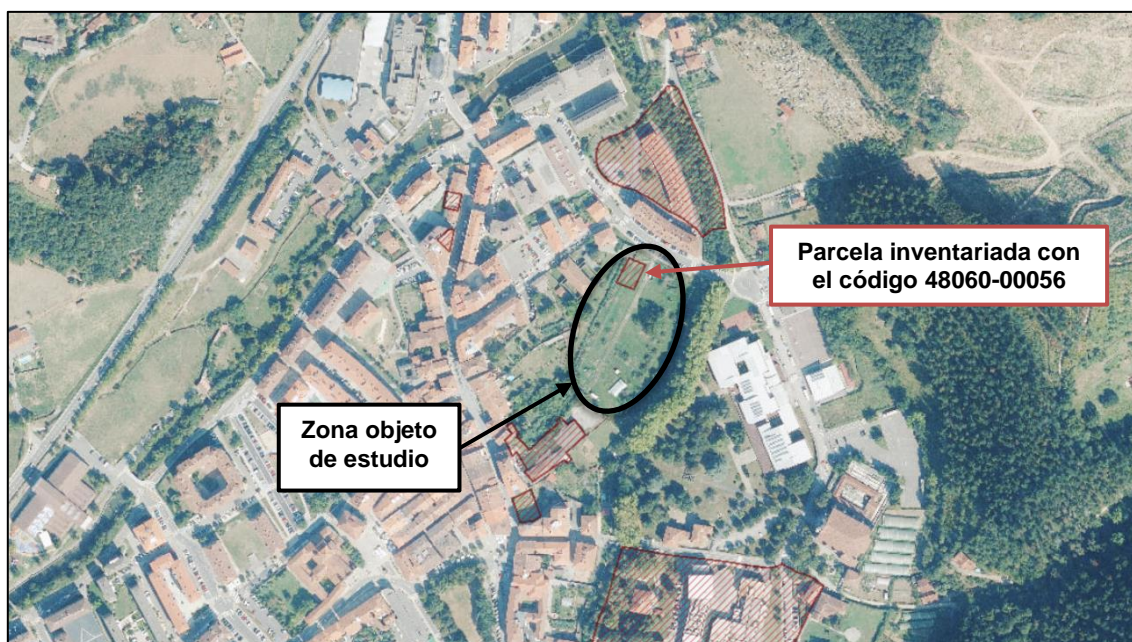 Parcela inventariada con
el código 48060-00056
Zona objeto
de estudio